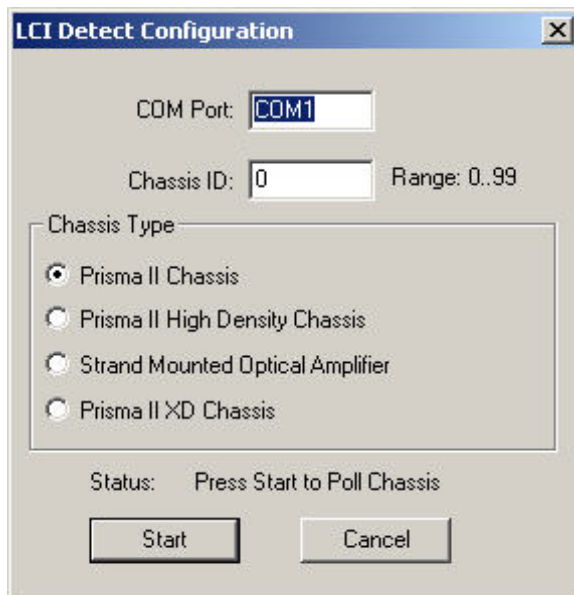 LCI Detect Configuration
COM Port: COM1
Chassis ID: 0 Range: 0..99
Chassis Type
Prisma II Chassis
Prisma II High Density Chassis
Strand Mounted Optical Amplifier
Prisma II XD Chassis
Status: Press Start to Poll Chassis
Start Cancel